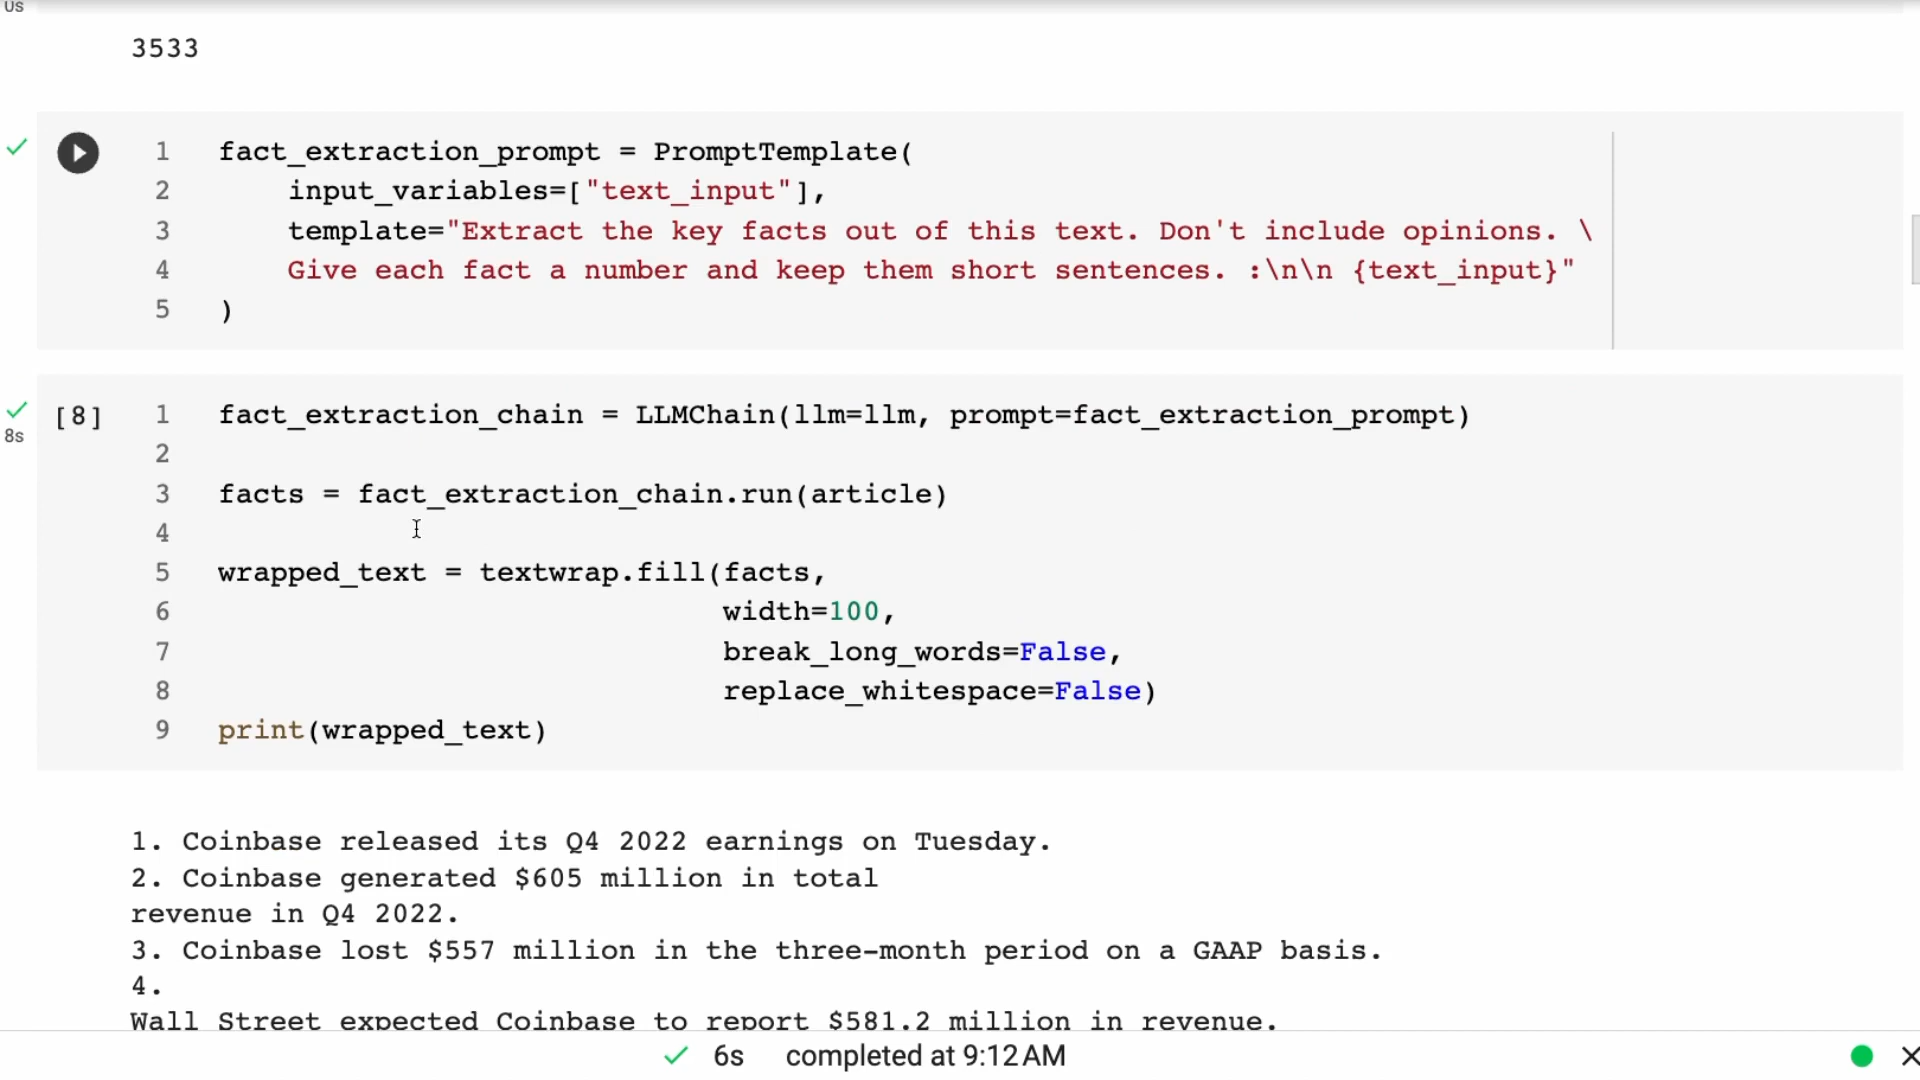 0s
3533
1 fact_extraction_prompt = PromptTemplate(
2     input_variables=["text_input"],
3     template="Extract the key facts out of this text. Don't include opinions. \
4     Give each fact a number and keep them short sentences. :\n\n {text_input}"
5 )
[8] 1 fact_extraction_chain = LLMChain(llm=llm, prompt=fact_extraction_prompt)
8s 2
3 facts = fact_extraction_chain.run(article)
4
5 wrapped_text = textwrap.fill(facts,
6                              width=100,
7                              break_long_words=False,
8                              replace_whitespace=False)
9 print(wrapped_text)
1. Coinbase released its Q4 2022 earnings on Tuesday.
2. Coinbase generated $605 million in total
revenue in Q4 2022.
3. Coinbase lost $557 million in the three-month period on a GAAP basis.
4.
Wall Street expected Coinbase to report $581.2 million in revenue.
6s completed at 9:12 AM